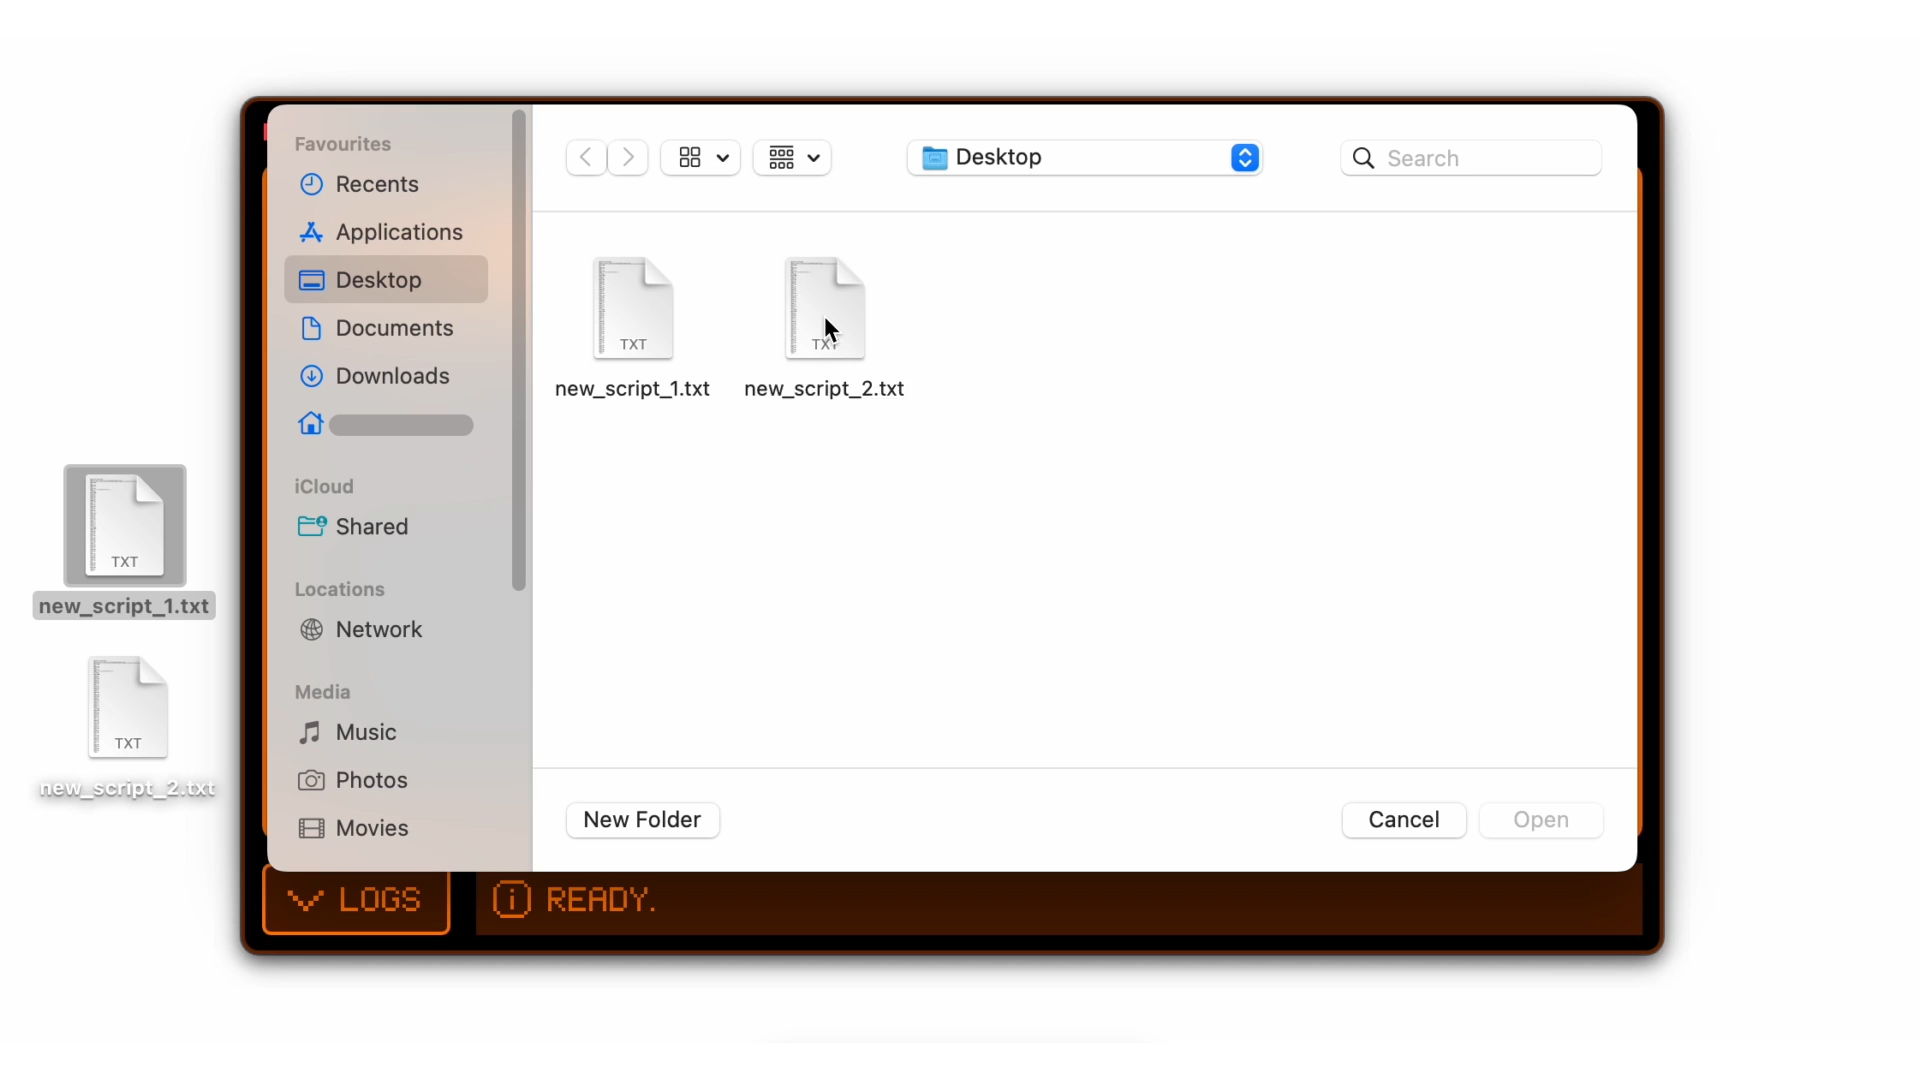 Favourites
Recents
Applications
Desktop
Documents
Downloads
iCloud
Shared
Locations
Network
Media
Music
Photos
Movies
Desktop
Search
TXT
new_script_1.txt
TXT
new_script_2.txt
New Folder
Cancel
Open
TXT
new_script_1.txt
TXT
new_script_2.txt
LOGS
READY.